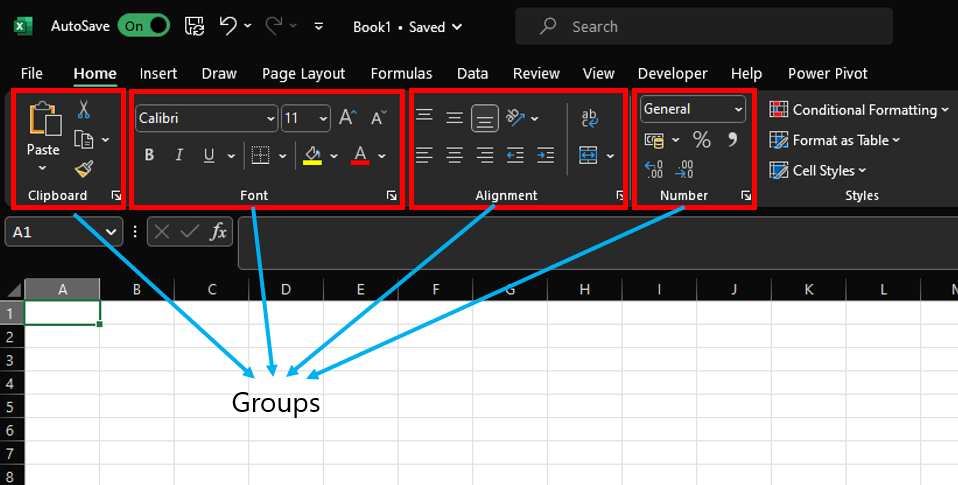 AutoSave On Book1 • Saved Search
File Home Insert Draw Page Layout Formulas Data Review View Developer Help Power Pivot
Calibri 11 A A ab General Conditional Formatting
Paste B I U A % 9 Format as Table
Cell Styles
Clipboard Font Alignment Number Styles
A1 fx
A B C D E F G H I J K L
1
2
3
4
Groups
5
6
7
8